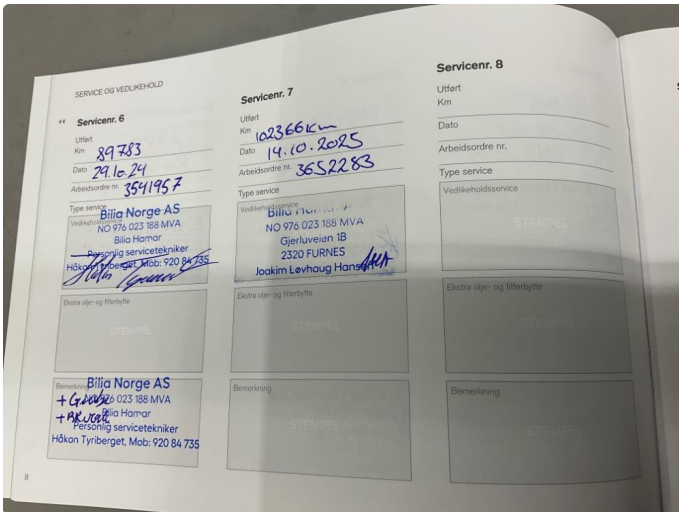 SERVICE OG VEDLIKEHOLD
Servicenr. 6
Utført
Km 89783
Dato 29.10.24
Arbeidsordre nr. 3541957
Type service
Vedlikeholdsservice
Bilia Norge AS
NO 976 023 188 MVA
Bilia Hamar
Personlig servicetekniker
Håkon Tyriberget, Mob: 920 84 735
Ekstra olje- og filterbytte
STEMPEL
Bemerkning
Bilia Norge AS
NO 976 023 188 MVA
Bilia Hamar
Personlig servicetekniker
Håkon Tyriberget, Mob: 920 84 735
8
Servicenr. 7
Utført
Km 102366km
Dato 14.10.2025
Arbeidsordre nr. 3652283
Type service
Vedlikeholdsservice
Bilia
NO 976 023 188 MVA
Gjerluveien 1B
2320 FURNES
Joakim Løvhaug Hansen
Ekstra olje- og filterbytte
STEMPEL
Bemerkning
STEMPEL
Servicenr. 8
Utført
Km
Dato
Arbeidsordre nr.
Type service
Vedlikeholdsservice
STEMPEL
Ekstra olje- og filterbytte
STEMPEL
Bemerkning
STEMPEL